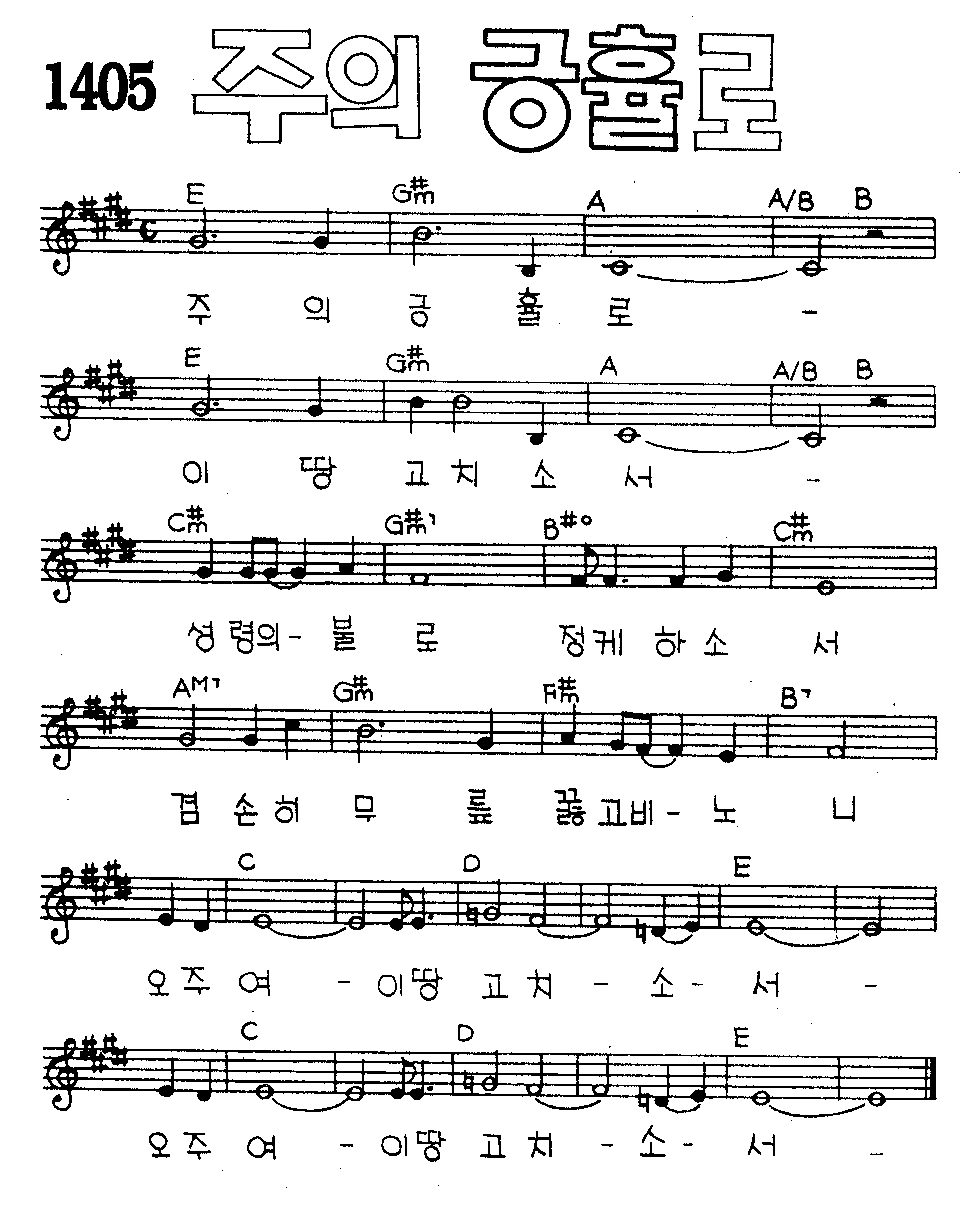 1405 주의 긍휼로
E G#m A A/B B
주 의 긍 휼 로 -
E G#m A A/B B
이 땅 고 치 소 서 -
C#m G#m7 B#° C#m
성 령의- 불 로 정케 하 소 서
AM7 G#m F#m B7
겸 손 히 무 릎 꿇고비- 노 니
C D E
오 주 여 - 이땅 고 치 - 소 - 서 -
C D E
오 주 여 - 이땅 고 치 - 소 - 서 -